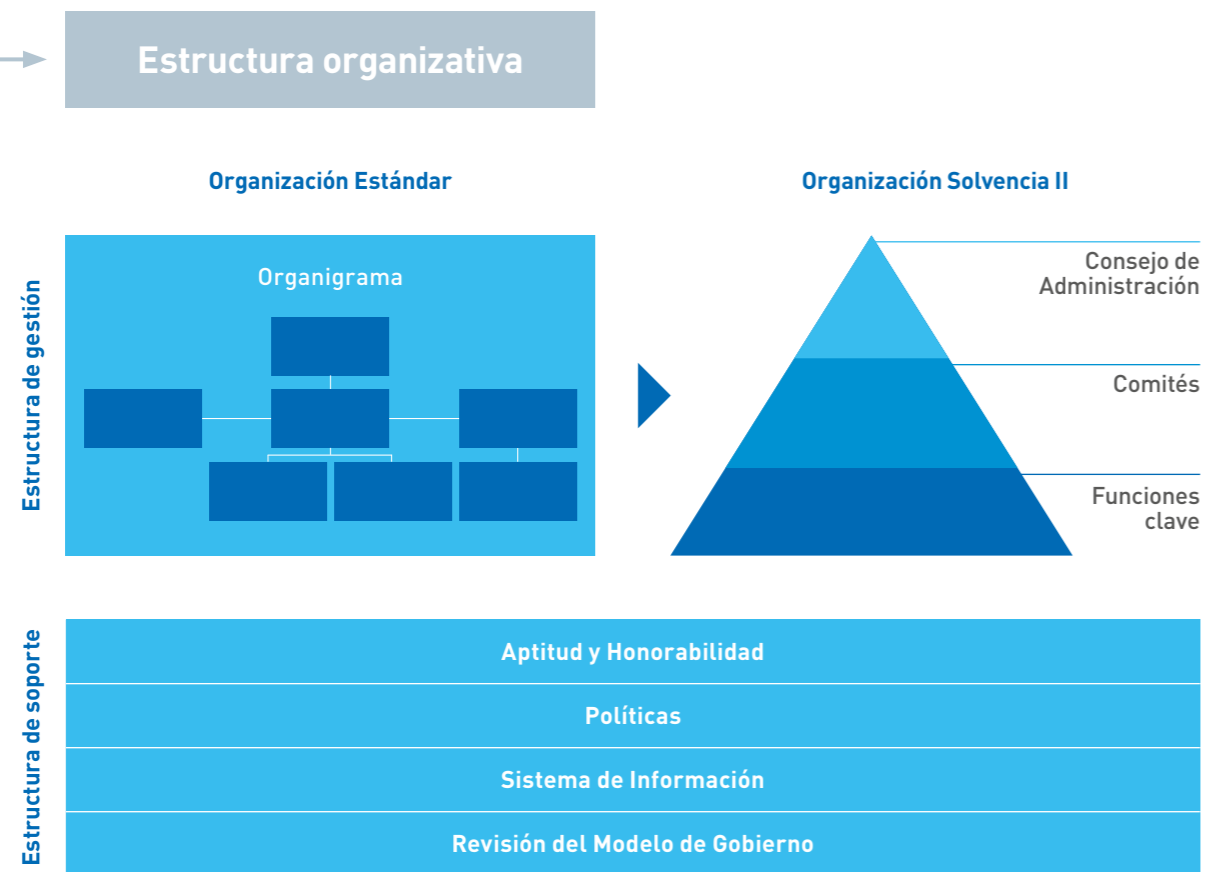 Estructura organizativa
Organización Estándar
Organización Solvencia II
Estructura de gestión
Organigrama
Consejo de
Administración
Comités
Funciones
clave
Estructura de soporte
Aptitud y Honorabilidad
Políticas
Sistema de Información
Revisión del Modelo de Gobierno